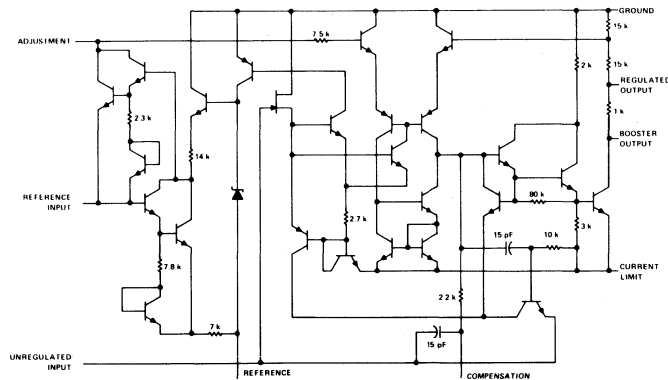 GROUND
15 k
ADJUSTMENT
7.5 k
15 k
2 k
REGULATED
OUTPUT
1 k
2.3 k
BOOSTER
OUTPUT
14 k
80 k
REFERENCE
INPUT
2.7 k
3 k
15 pF
10 k
7.8 k
CURRENT
LIMIT
2.2 k
7 k
15 pF
UNREGULATED
INPUT
REFERENCE
COMPENSATION